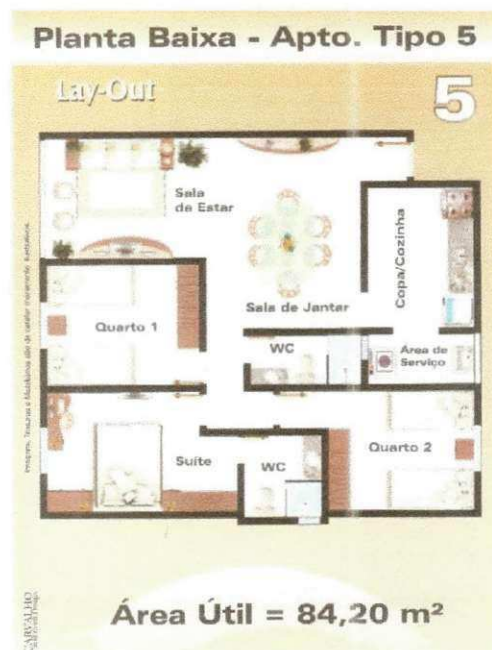 Planta Baixa - Apto. Tipo 5
Lay-Out
5
Sala
de Estar
Copa/Cozinha
Sala de Jantar
Quarto 1
WC
Área de
Serviço
Suíte
WC
Quarto 2
Área Útil = 84,20 m²
CARVALHO